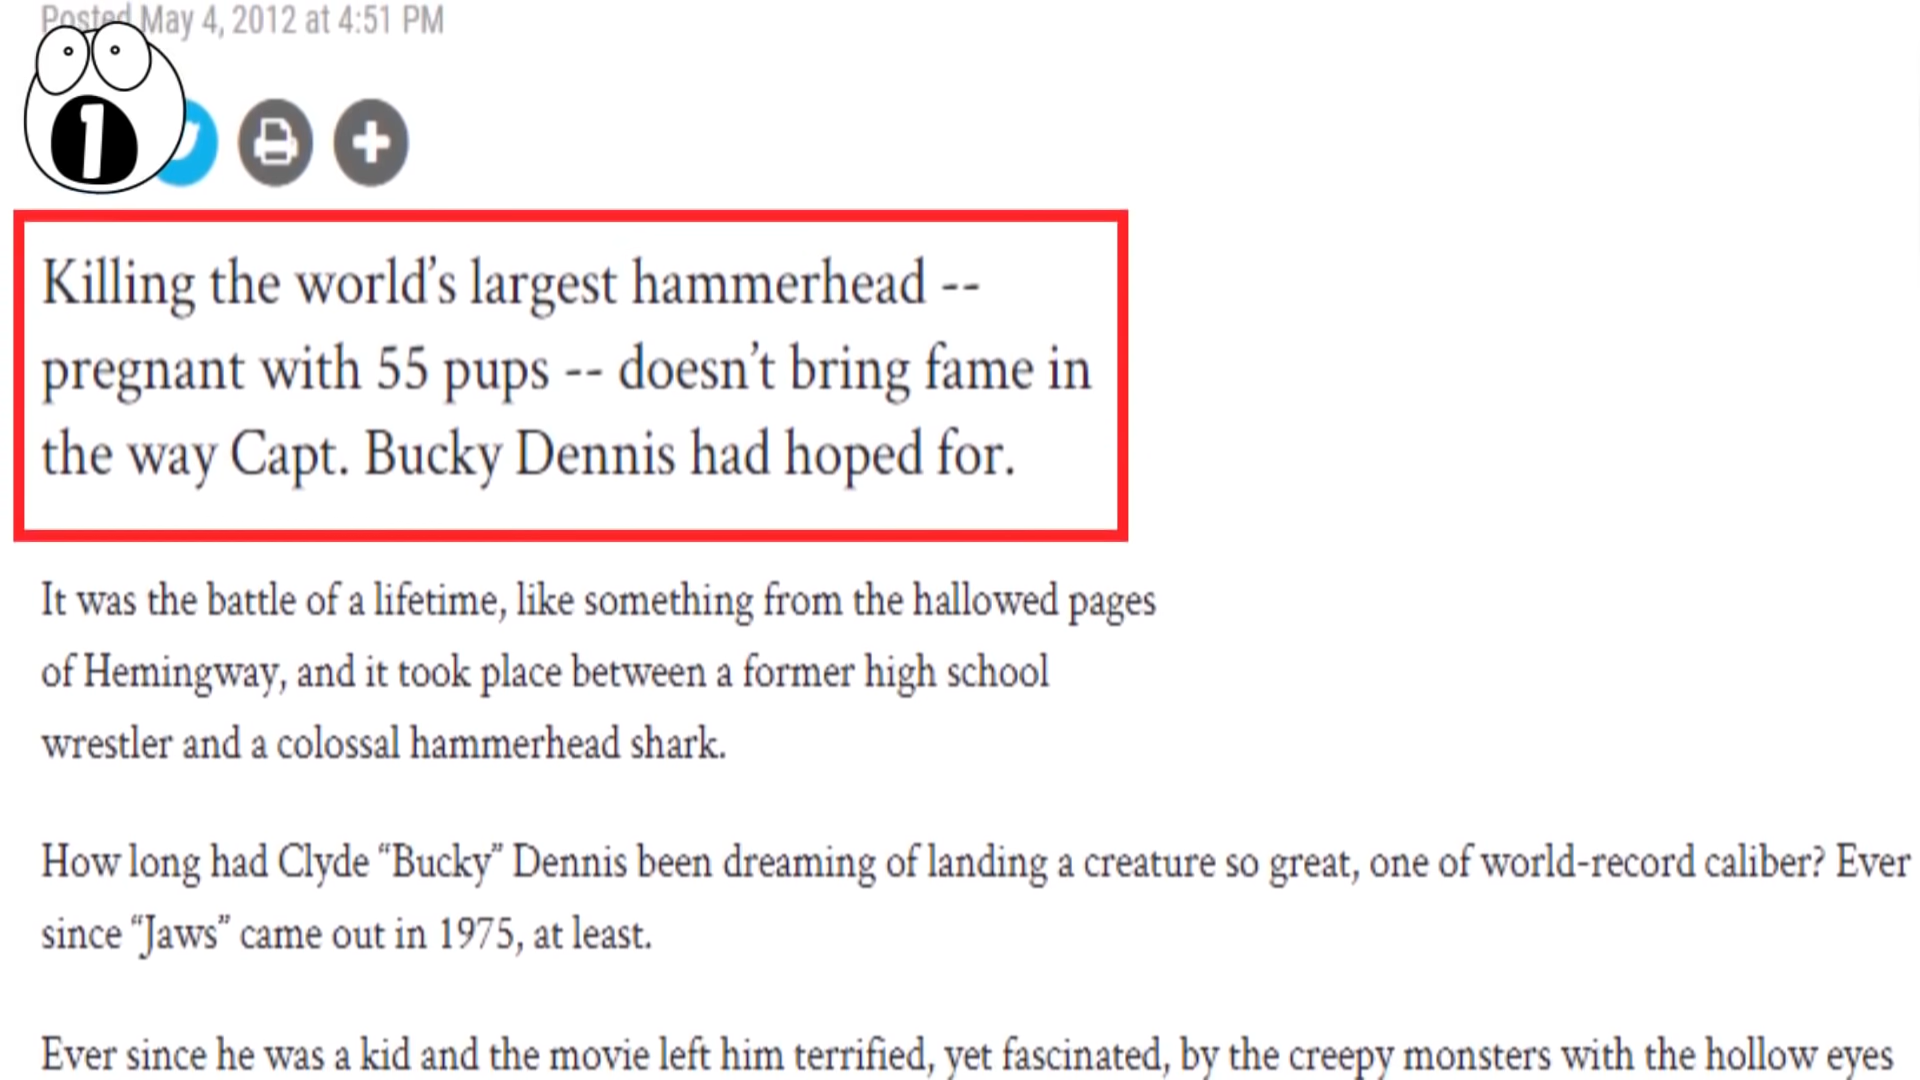 Posted May 4, 2012 at 4:51 PM
1
Killing the world’s largest hammerhead --
pregnant with 55 pups -- doesn’t bring fame in
the way Capt. Bucky Dennis had hoped for.
It was the battle of a lifetime, like something from the hallowed pages
of Hemingway, and it took place between a former high school
wrestler and a colossal hammerhead shark.
How long had Clyde “Bucky” Dennis been dreaming of landing a creature so great, one of world-record caliber? Ever
since “Jaws” came out in 1975, at least.
Ever since he was a kid and the movie left him terrified, yet fascinated, by the creepy monsters with the hollow eyes